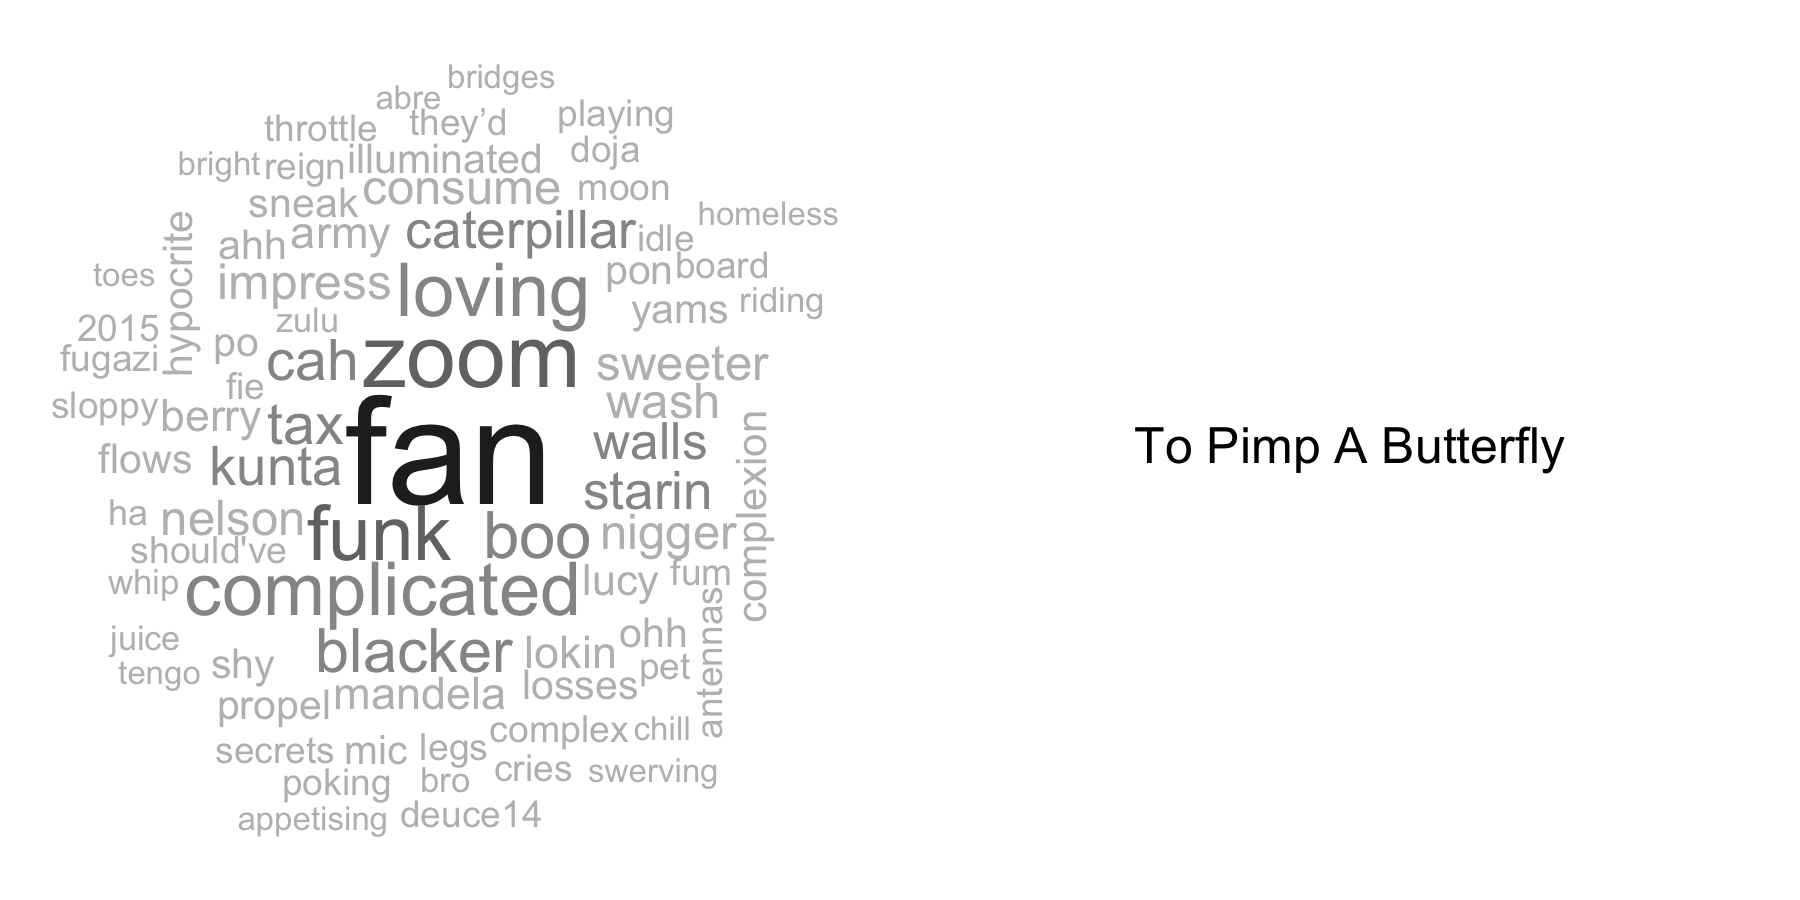 bridges
abre
throttle they’d playing
bright reign illuminated doja
sneak consume moon
homeless
ahh army caterpillar idle
hypocrite
toes impress loving pon board
yams riding
2015 zulu
fugazi po cah zoom sweeter
fie
sloppy berry tax fan wash
walls
flows kunta starin
complexion
ha nelson funk boo nigger
should've
whip complicated lucy fum
antennas
juice blacker lokin ohh
tengo shy pet
propel mandela losses
complex chill
secrets mic legs
poking bro cries swerving
appetising deuce14
To Pimp A Butterfly